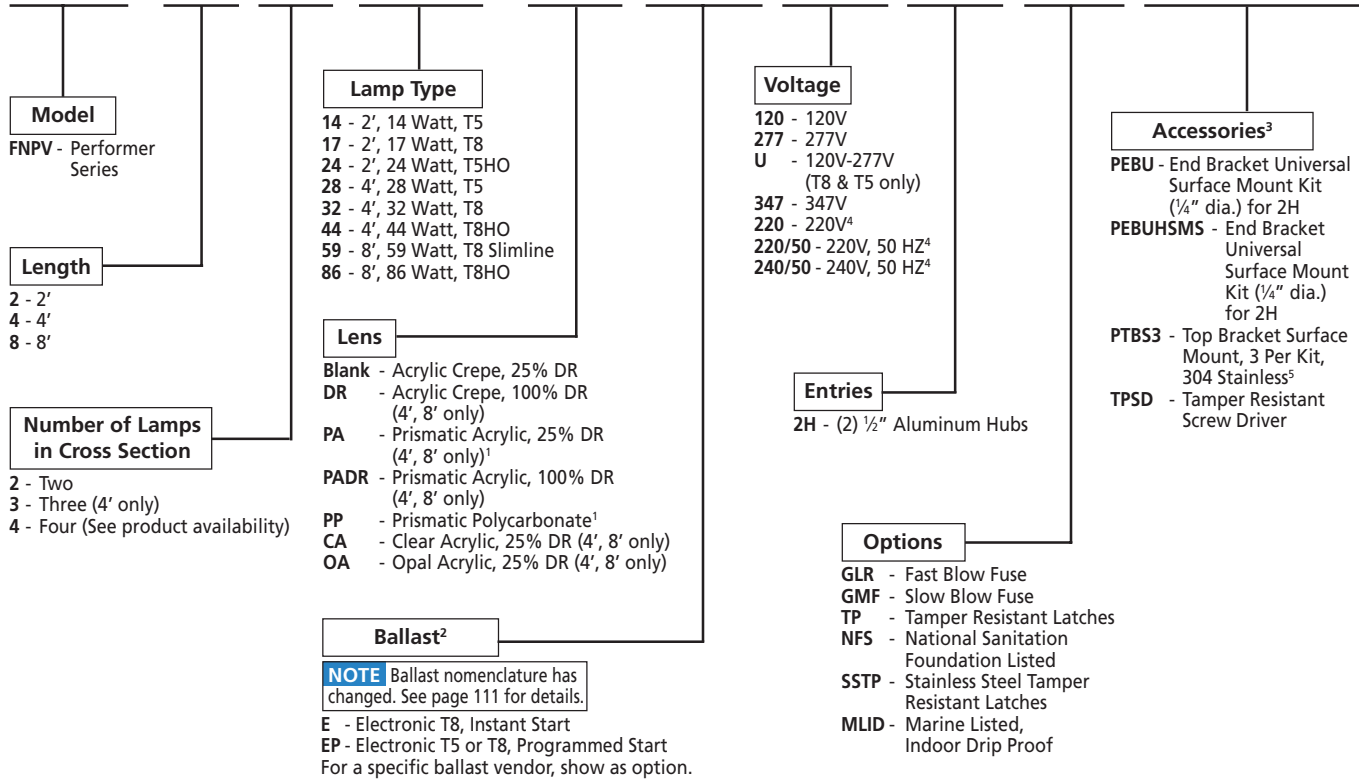 Model
FNPV - Performer
Series
Length
2 - 2'
4 - 4'
8 - 8'
Number of Lamps
in Cross Section
2 - Two
3 - Three (4' only)
4 - Four (See product availability)
Lamp Type
14 - 2', 14 Watt, T5
17 - 2', 17 Watt, T8
24 - 2', 24 Watt, T5HO
28 - 4', 28 Watt, T5
32 - 4', 32 Watt, T8
44 - 4', 44 Watt, T8HO
59 - 8', 59 Watt, T8 Slimline
86 - 8', 86 Watt, T8HO
Lens
Blank - Acrylic Crepe, 25% DR
DR - Acrylic Crepe, 100% DR
(4', 8' only)
PA - Prismatic Acrylic, 25% DR
(4', 8' only)¹
PADR - Prismatic Acrylic, 100% DR
(4', 8' only)
PP - Prismatic Polycarbonate¹
CA - Clear Acrylic, 25% DR (4', 8' only)
OA - Opal Acrylic, 25% DR (4', 8' only)
Ballast²
NOTE Ballast nomenclature has
changed. See page 111 for details.
E - Electronic T8, Instant Start
EP - Electronic T5 or T8, Programmed Start
For a specific ballast vendor, show as option.
Voltage
120 - 120V
277 - 277V
U - 120V-277V
(T8 & T5 only)
347 - 347V
220 - 220V⁴
220/50 - 220V, 50 HZ⁴
240/50 - 240V, 50 HZ⁴
Entries
2H - (2) ½" Aluminum Hubs
Options
GLR - Fast Blow Fuse
GMF - Slow Blow Fuse
TP - Tamper Resistant Latches
NFS - National Sanitation
Foundation Listed
SSTP - Stainless Steel Tamper
Resistant Latches
MLID - Marine Listed,
Indoor Drip Proof
Accessories³
PEBU - End Bracket Universal
Surface Mount Kit
(¼" dia.) for 2H
PEBUHSMS - End Bracket
Universal
Surface Mount
Kit (¼" dia.)
for 2H
PTBS3 - Top Bracket Surface
Mount, 3 Per Kit,
304 Stainless⁵
TPSD - Tamper Resistant
Screw Driver